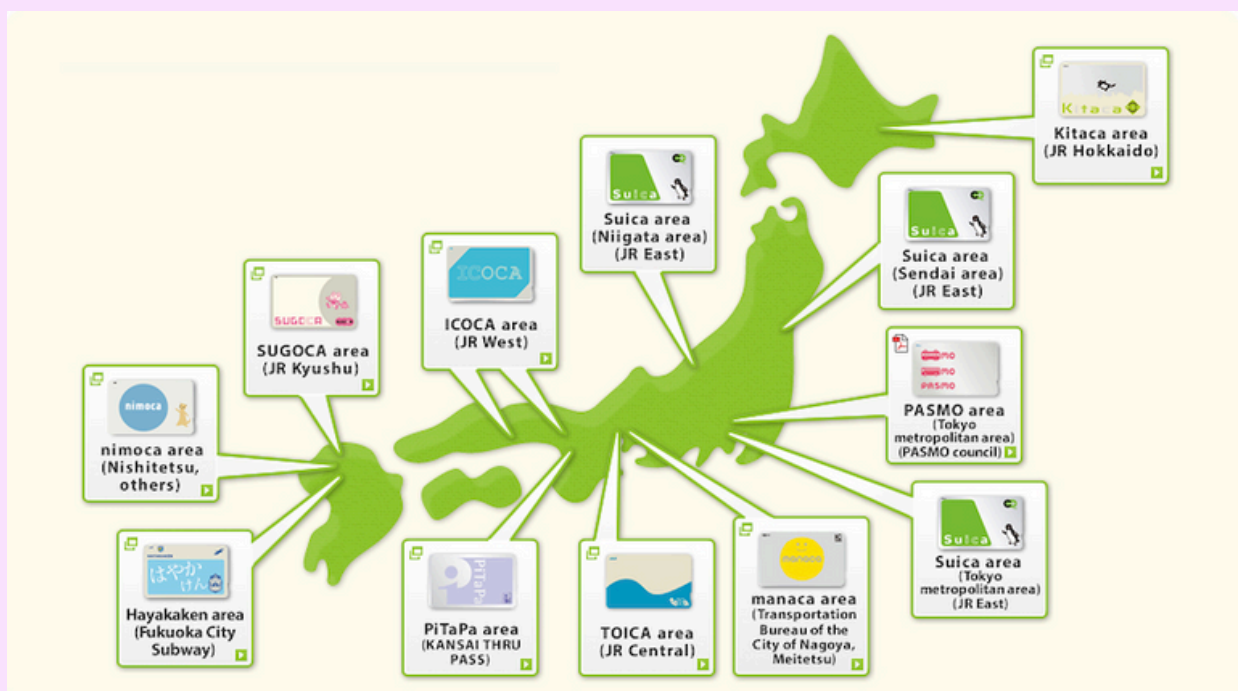 Kitaca
Kitaca area
(JR Hokkaido)
Suica
Suica area
(Niigata area)
(JR East)
Suica
Suica area
(Sendai area)
(JR East)
ICOCA
ICOCA area
(JR West)
SUGOCA
SUGOCA area
(JR Kyushu)
PASMO
PASMO area
(Tokyo
metropolitan area)
(PASMO council)
nimoca
nimoca area
(Nishitetsu,
others)
Suica
Suica area
(Tokyo
metropolitan area)
(JR East)
はやか
けん
Hayakaken area
(Fukuoka City
Subway)
PiTaPa
PiTaPa area
(KANSAI THRU
PASS)
TOICA area
(JR Central)
manaca
manaca area
(Transportation
Bureau of the
City of Nagoya,
Meitetsu)